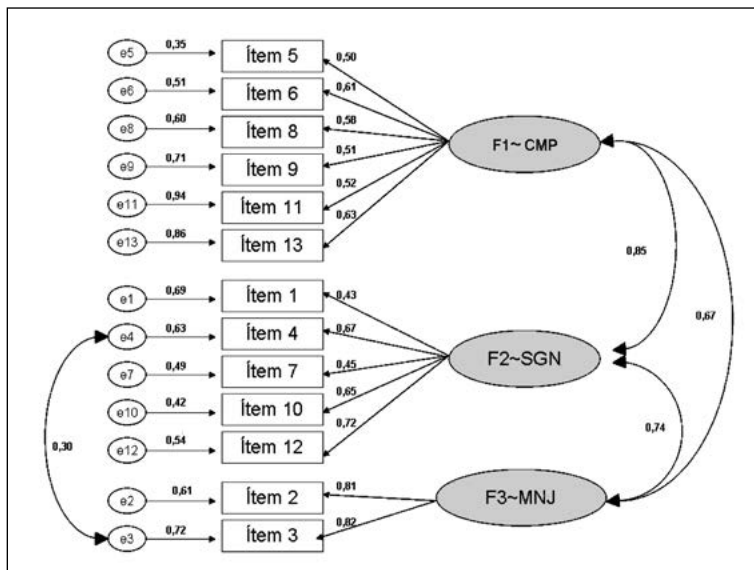 e5 0,35 Ítem 5 0,50
e6 0,51 Ítem 6 0,61
e8 0,60 Ítem 8 0,58
F1~ CMP
e9 0,71 Ítem 9 0,51
e11 0,94 Ítem 11 0,52
e13 0,86 Ítem 13 0,63
0,85
e1 0,69 Ítem 1 0,43
0,67
e4 0,63 Ítem 4 0,67
F2~SGN
e7 0,49 Ítem 7 0,45
e10 0,42 Ítem 10 0,65
0,74
e12 0,54 Ítem 12 0,72
0,30
e2 0,61 Ítem 2 0,81
F3~MNJ
e3 0,72 Ítem 3 0,82